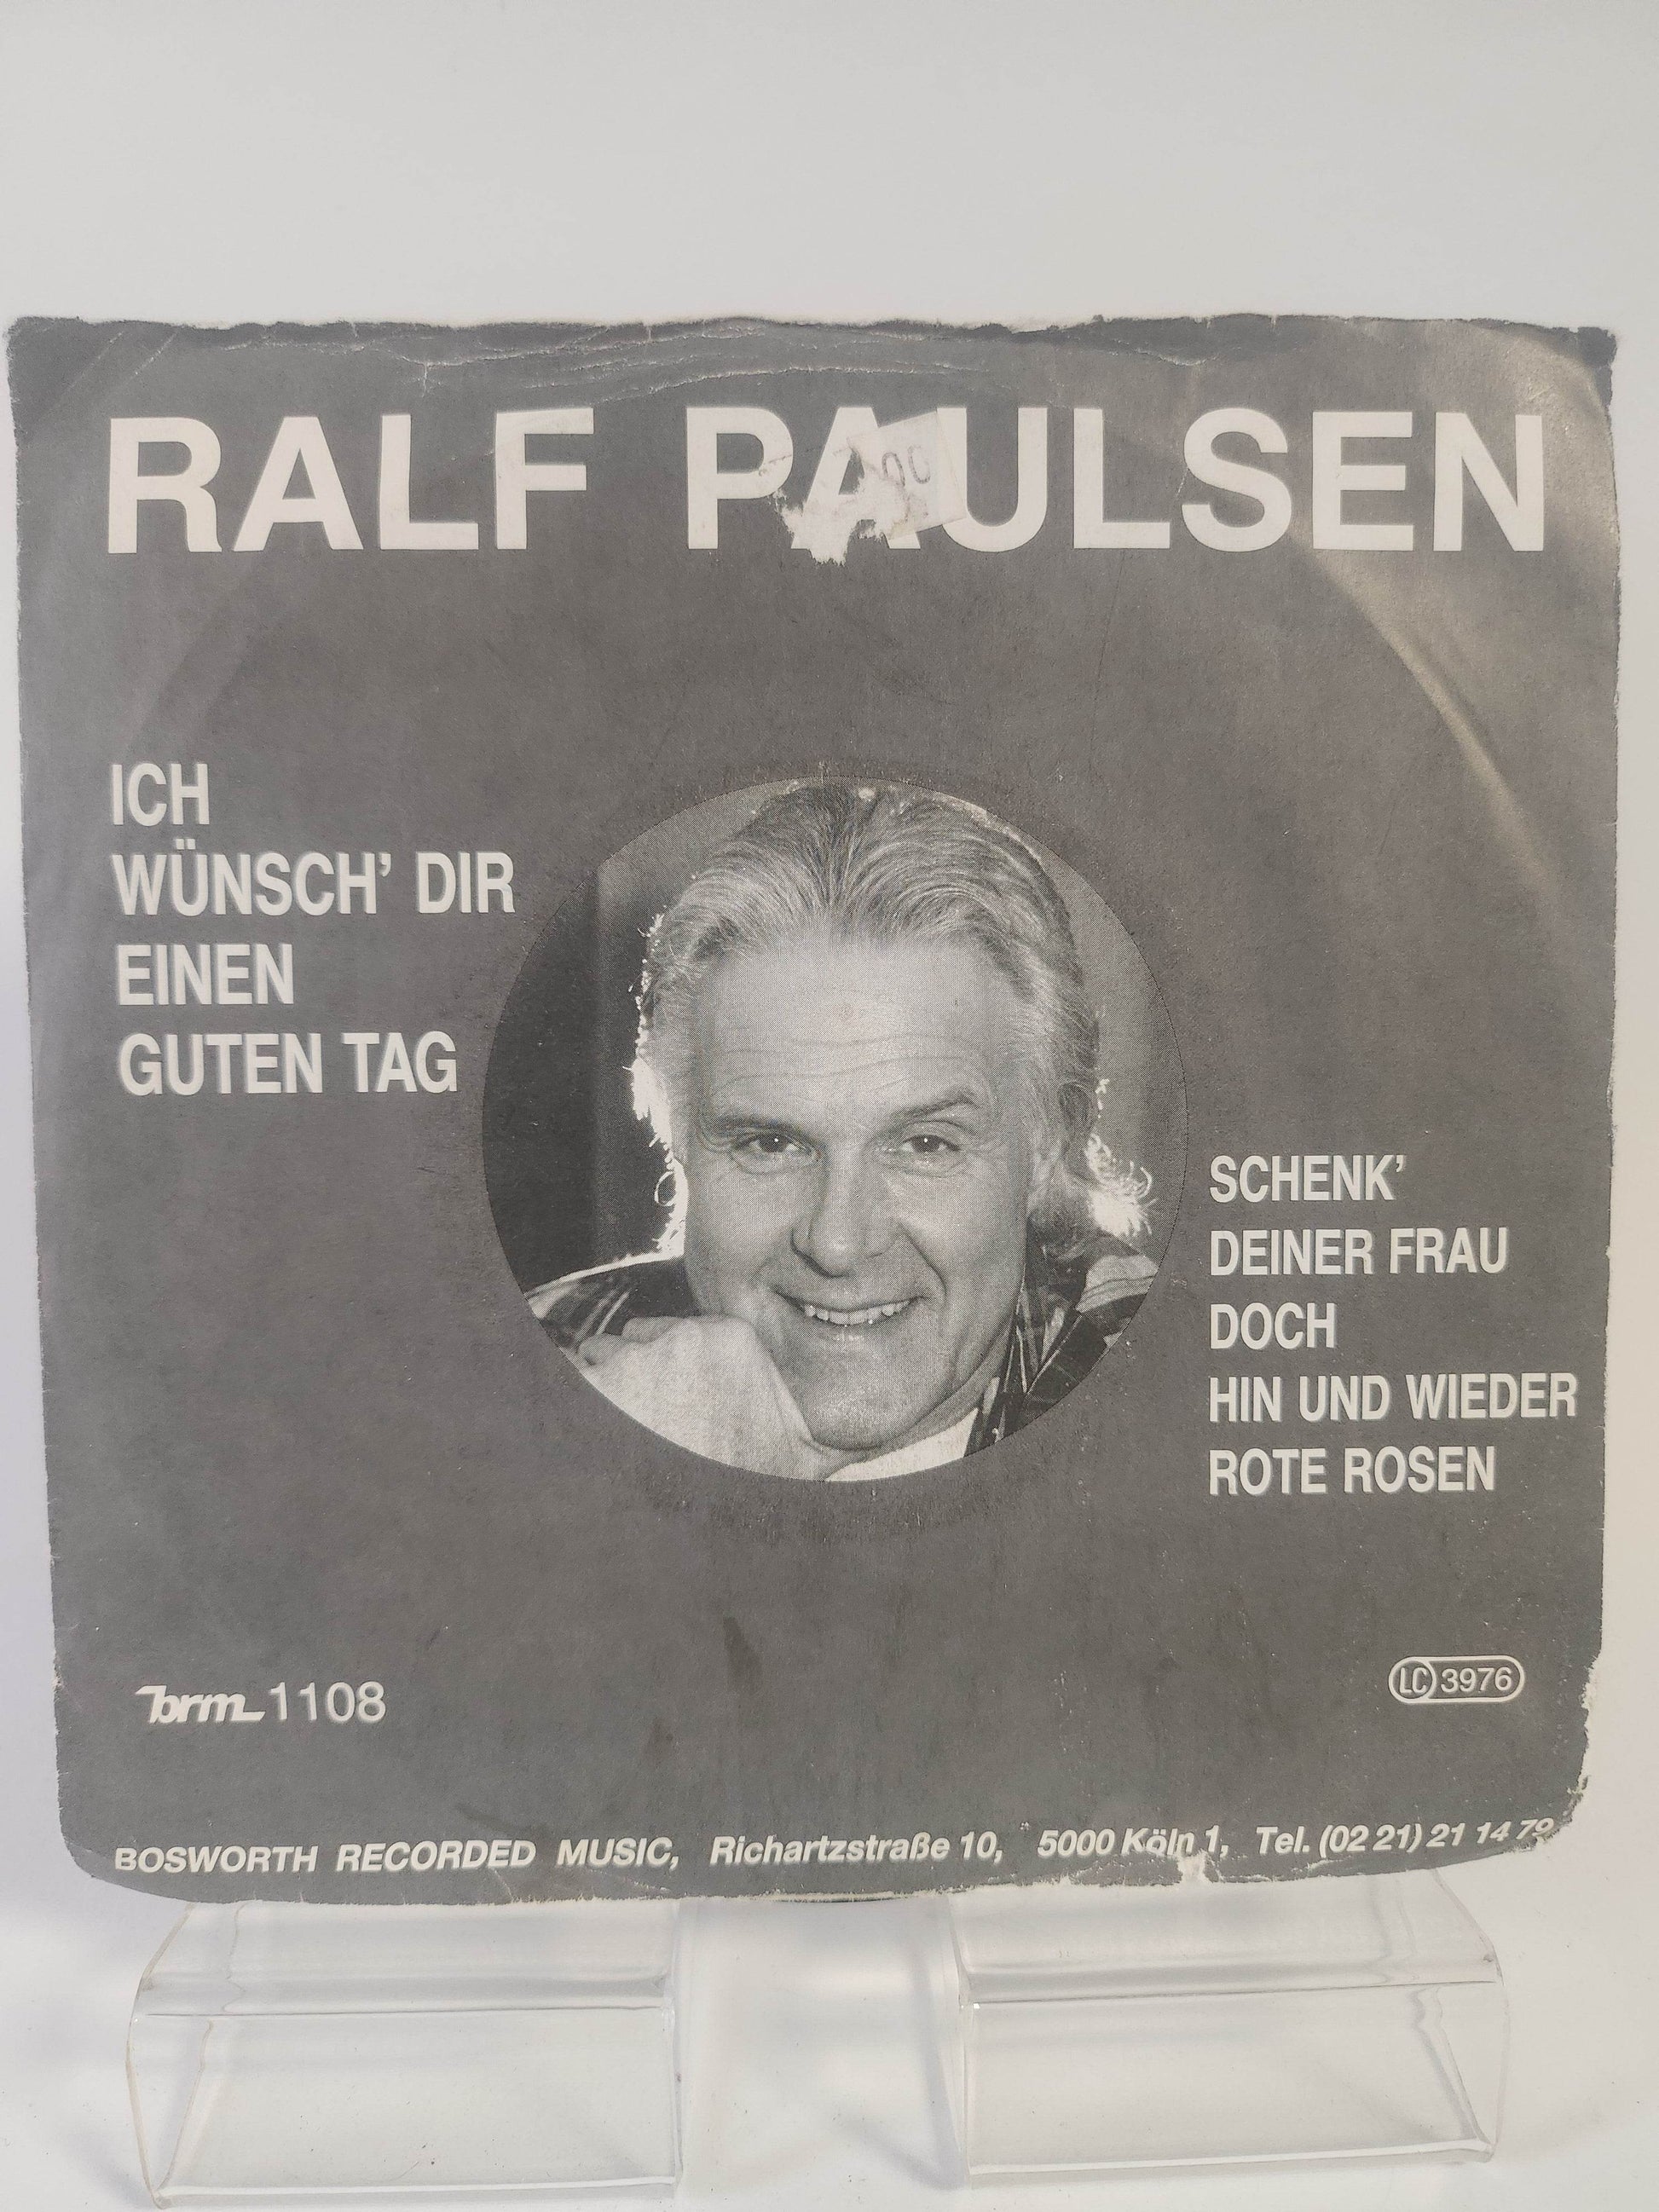 RALF PAULSEN
00
ICH
WÜNSCH' DIR
EINEN
GUTEN TAG
SCHENK'
DEINER FRAU
DOCH
HIN UND WIEDER
ROTE ROSEN
brm 1108
LC 3976
BOSWORTH RECORDED MUSIC, Richartzstraße 10, 5000 Köln 1, Tel. (02 21) 21 14 79